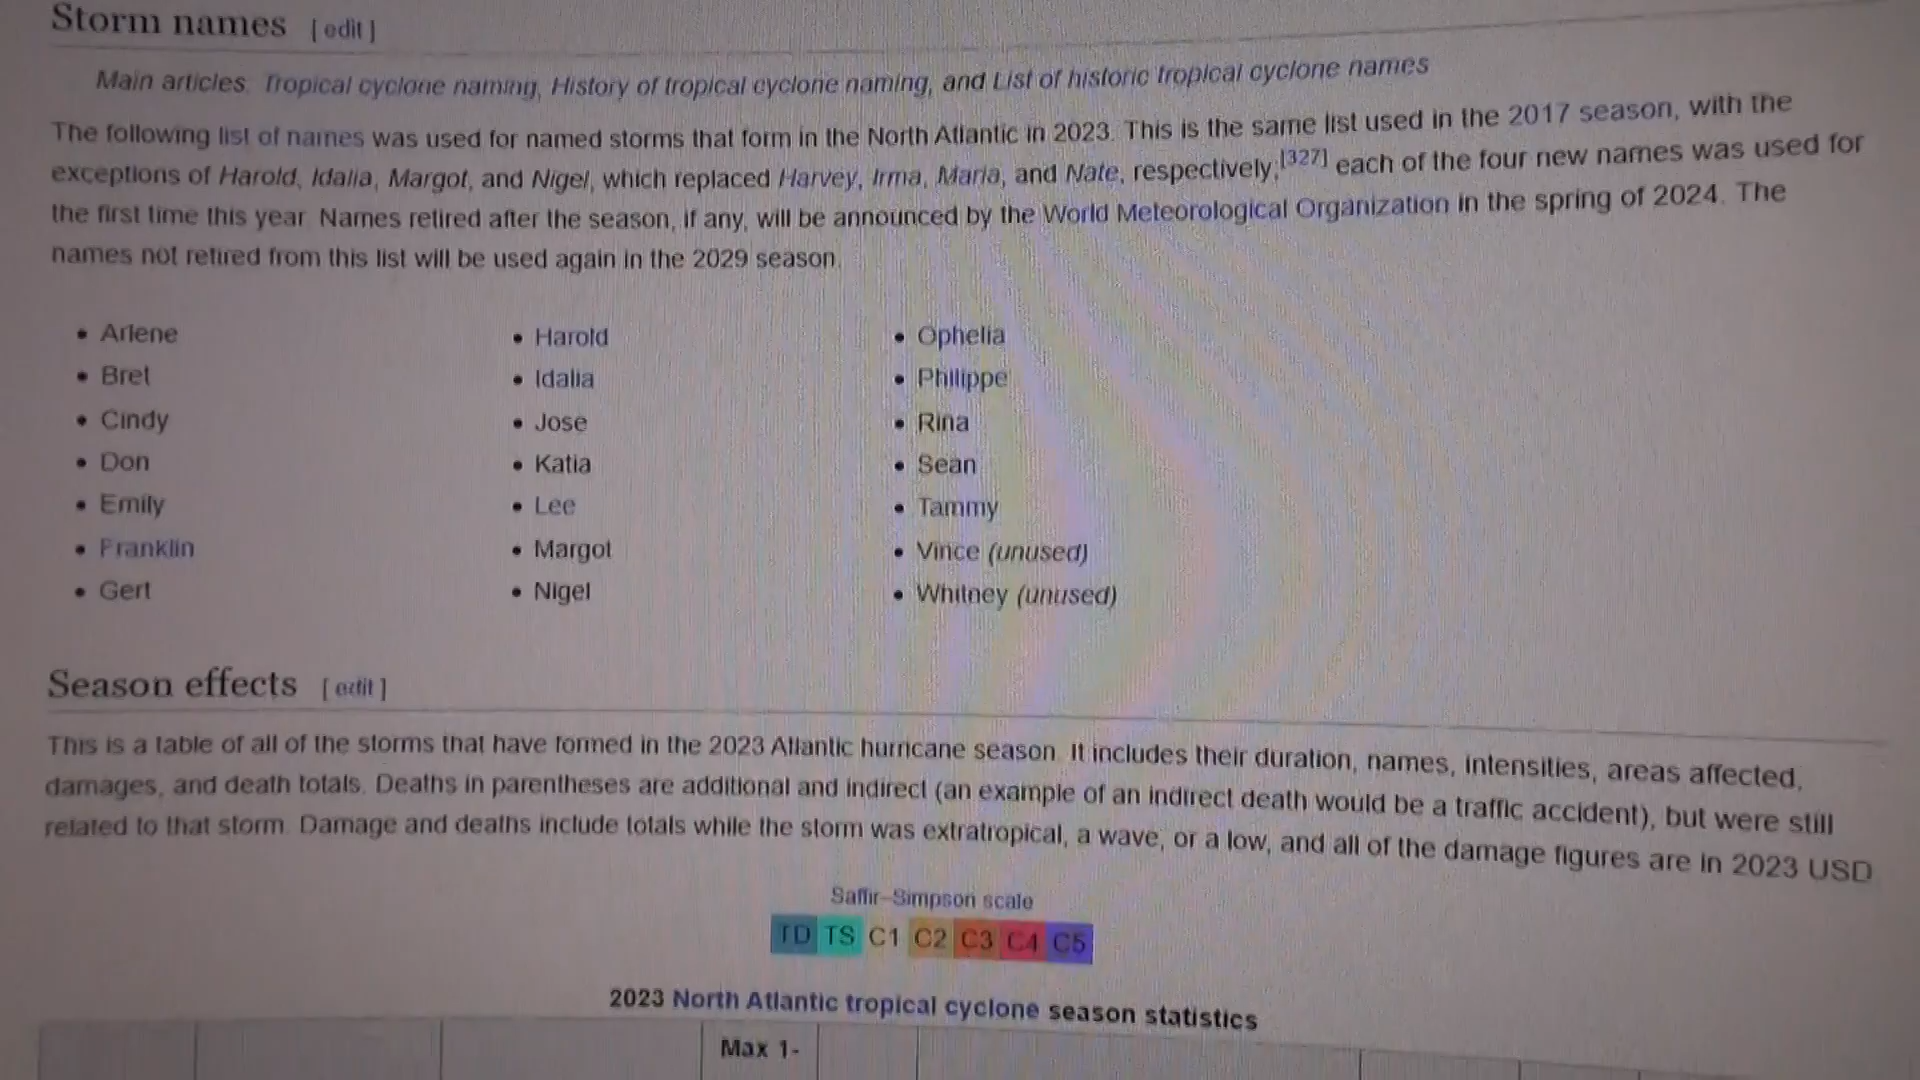 Storm names [ edit ]
Main articles: Tropical cyclone naming, History of tropical cyclone naming, and List of historic tropical cyclone names
The following list of names was used for named storms that form in the North Atlantic in 2023. This is the same list used in the 2017 season, with the
exceptions of Harold, Idalia, Margot, and Nigel, which replaced Harvey, Irma, Maria, and Nate, respectively;[327] each of the four new names was used for
the first time this year. Names retired after the season, if any, will be announced by the World Meteorological Organization in the spring of 2024. The
names not retired from this list will be used again in the 2029 season.
• Arlene
• Bret
• Cindy
• Don
• Emily
• Franklin
• Gert
• Harold
• Idalia
• Jose
• Katia
• Lee
• Margot
• Nigel
• Ophelia
• Philippe
• Rina
• Sean
• Tammy
• Vince (unused)
• Whitney (unused)
Season effects [ edit ]
This is a table of all of the storms that have formed in the 2023 Atlantic hurricane season. It includes their duration, names, intensities, areas affected,
damages, and death totals. Deaths in parentheses are additional and indirect (an example of an indirect death would be a traffic accident), but were still
related to that storm. Damage and deaths include totals while the storm was extratropical, a wave, or a low, and all of the damage figures are in 2023 USD
Saffir–Simpson scale
TD TS C1 C2 C3 C4 C5
2023 North Atlantic tropical cyclone season statistics
Max 1-